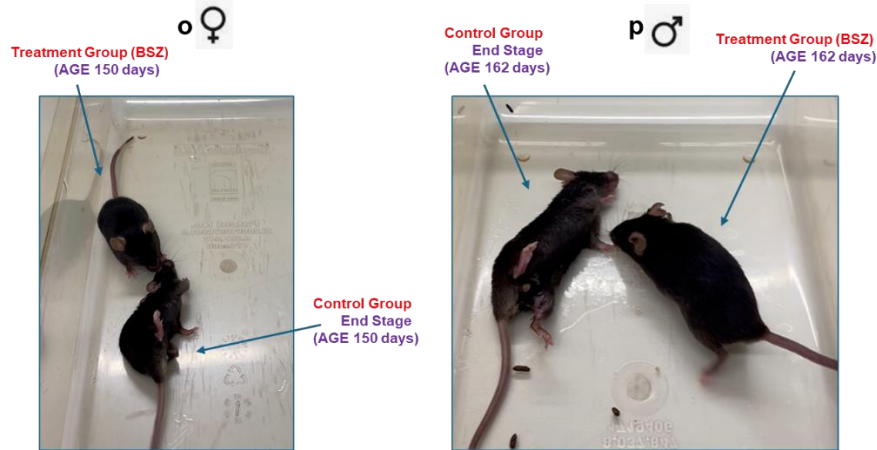 o ♀
Treatment Group (BSZ)
(AGE 150 days)
Control Group
End Stage
(AGE 150 days)
p ♂
Control Group
End Stage
(AGE 162 days)
Treatment Group (BSZ)
(AGE 162 days)